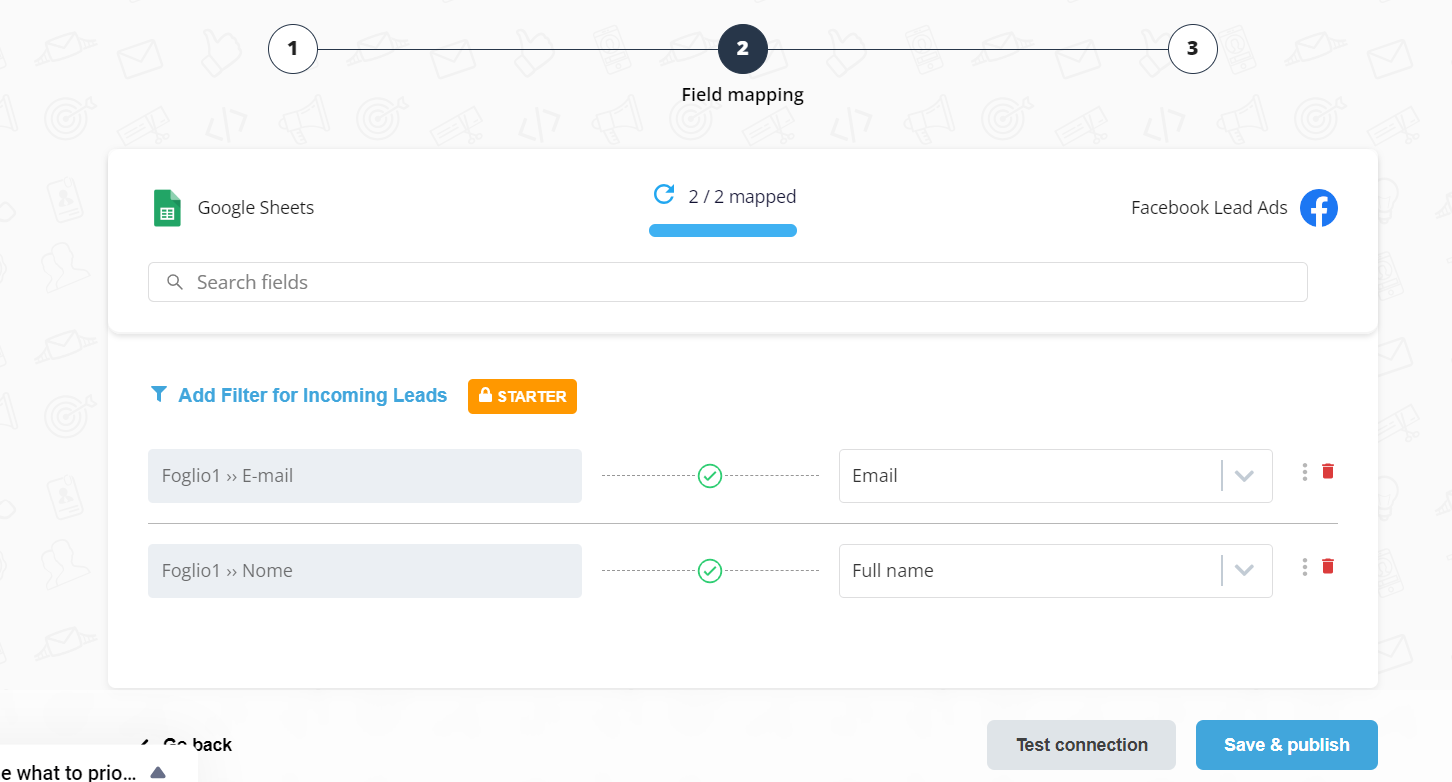 1
2
3
Field mapping
Google Sheets
2 / 2 mapped
Facebook Lead Ads
Search fields
Add Filter for Incoming Leads
STARTER
Foglio1 ›› E-mail
Email
Foglio1 ›› Nome
Full name
Go back
Test connection
Save & publish
e what to prio...